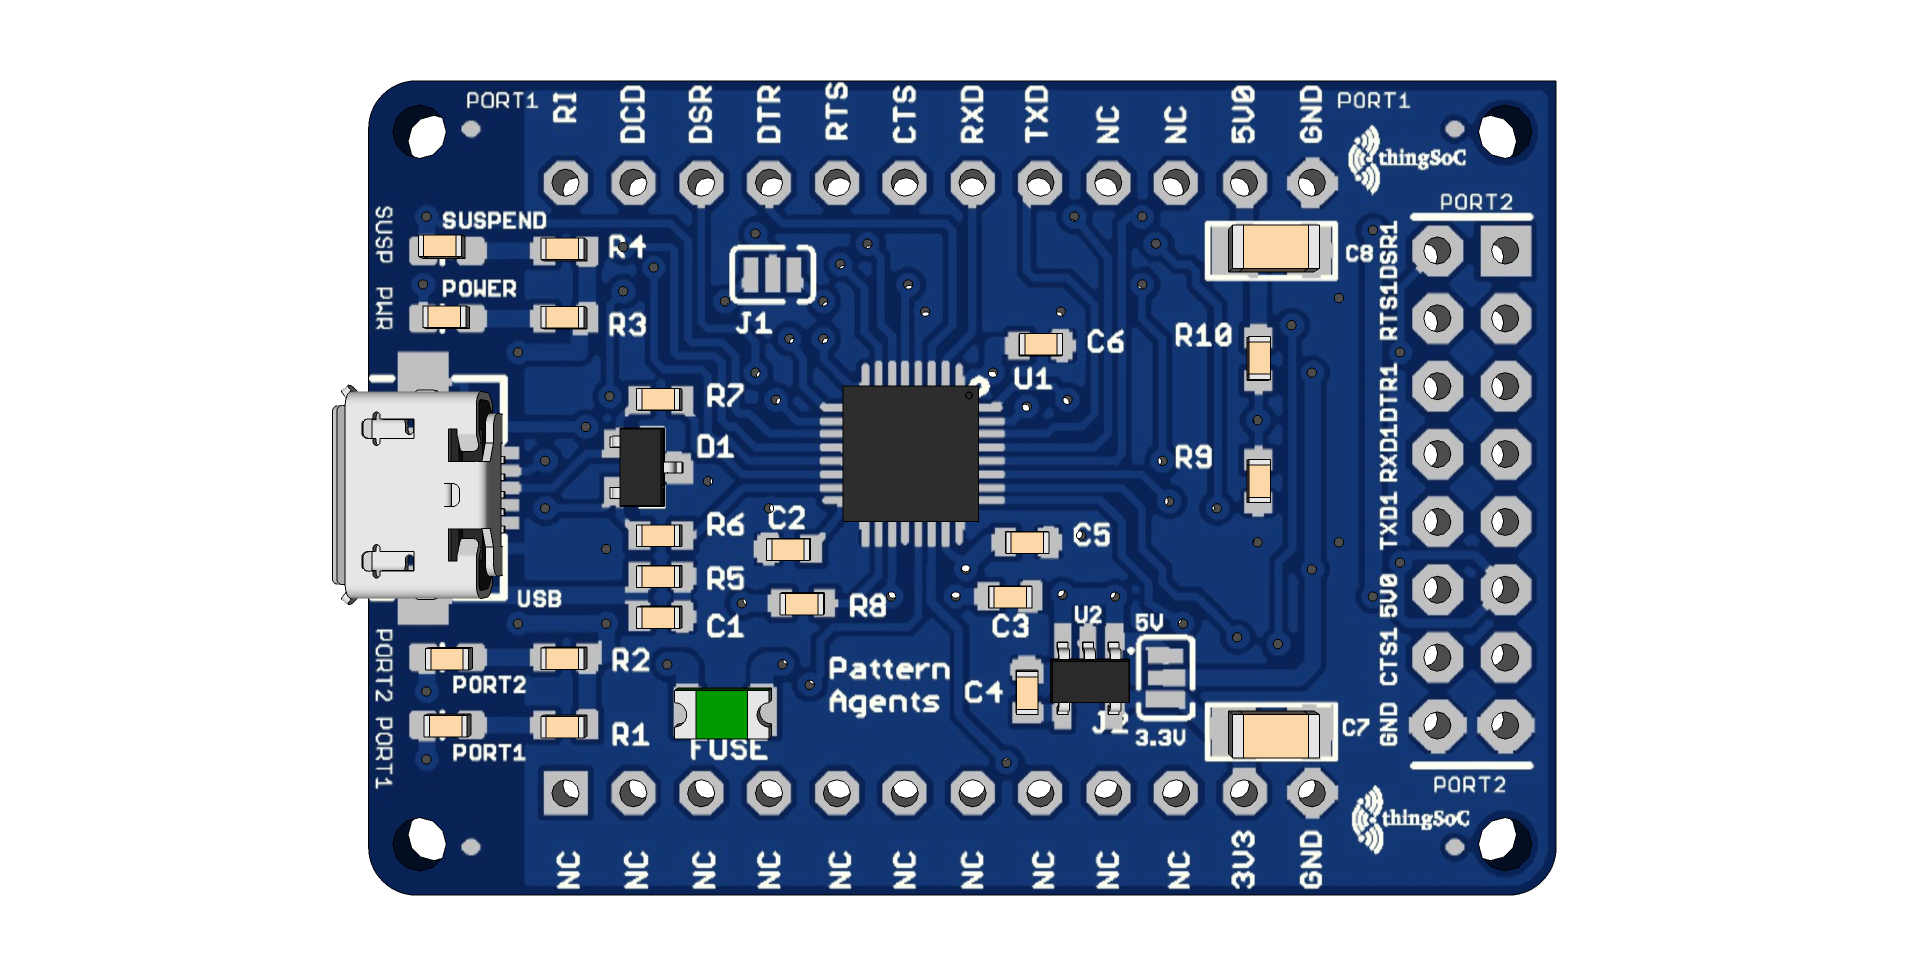 PORT1
RI
DCD
DSR
DTR
RTS
CTS
RXD
TXD
NC
NC
5V0
GND
PORT1
thingSoC
SUSP
SUSPEND
R4
PORT2
DSR1
RTS1
C8
PWR
POWER
R3
J1
C6
U1
R10
R7
D1
R9
DTR1
RXD1
R6
C2
C5
TXD1
R5
USB
C1
R8
C3
U2
5V
5V0
CTS1
PORT2
R2
PORT2
Pattern
Agents
C4
J2
3.3V
C7
GND
PORT1
R1
PORT1
FUSE
PORT2
thingSoC
NC
NC
NC
NC
NC
NC
NC
NC
NC
NC
3V3
GND